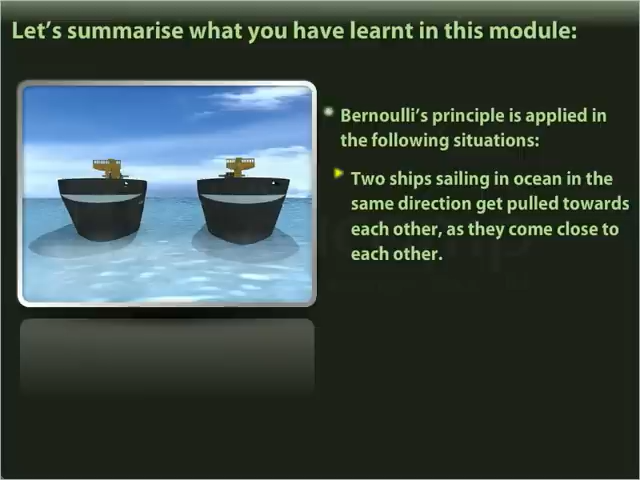 Let's summarise what you have learnt in this module:
Bernoulli's principle is applied in
the following situations:
Two ships sailing in ocean in the
same direction get pulled towards
each other, as they come close to
each other.